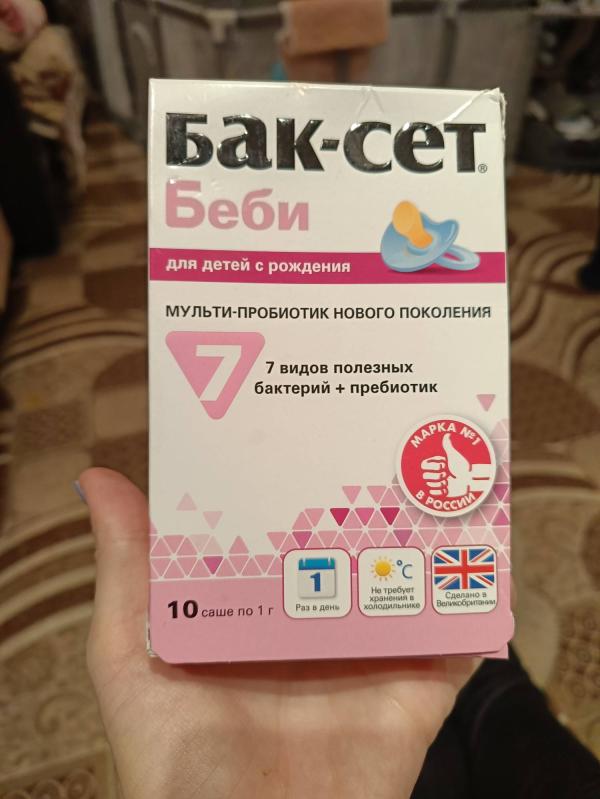 Бак-сет®
Беби
для детей с рождения
МУЛЬТИ-ПРОБИОТИК НОВОГО ПОКОЛЕНИЯ
7
7 видов полезных
бактерий + пребиотик
МАРКА №1
В РОССИИ
10 саше по 1 г
1
Раз в день
°C
Не требует
хранения в
холодильнике
Сделано в
Великобритании